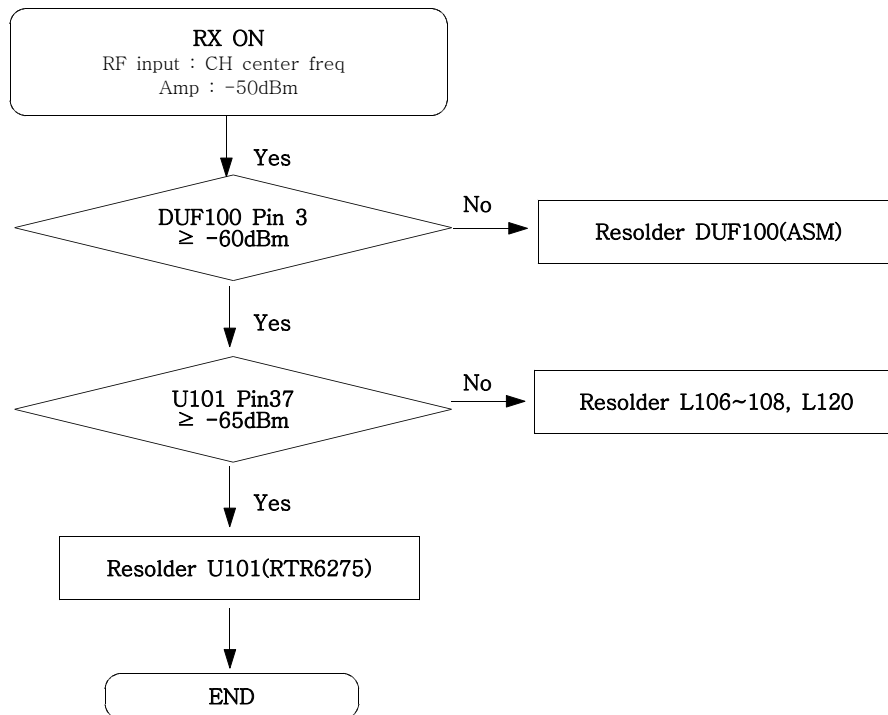 RX ON
RF input : CH center freq
Amp : -50dBm
Yes
DUF100 Pin 3
≥ -60dBm
No
Resolder DUF100(ASM)
Yes
U101 Pin37
≥ -65dBm
No
Resolder L106~108, L120
Yes
Resolder U101(RTR6275)
END